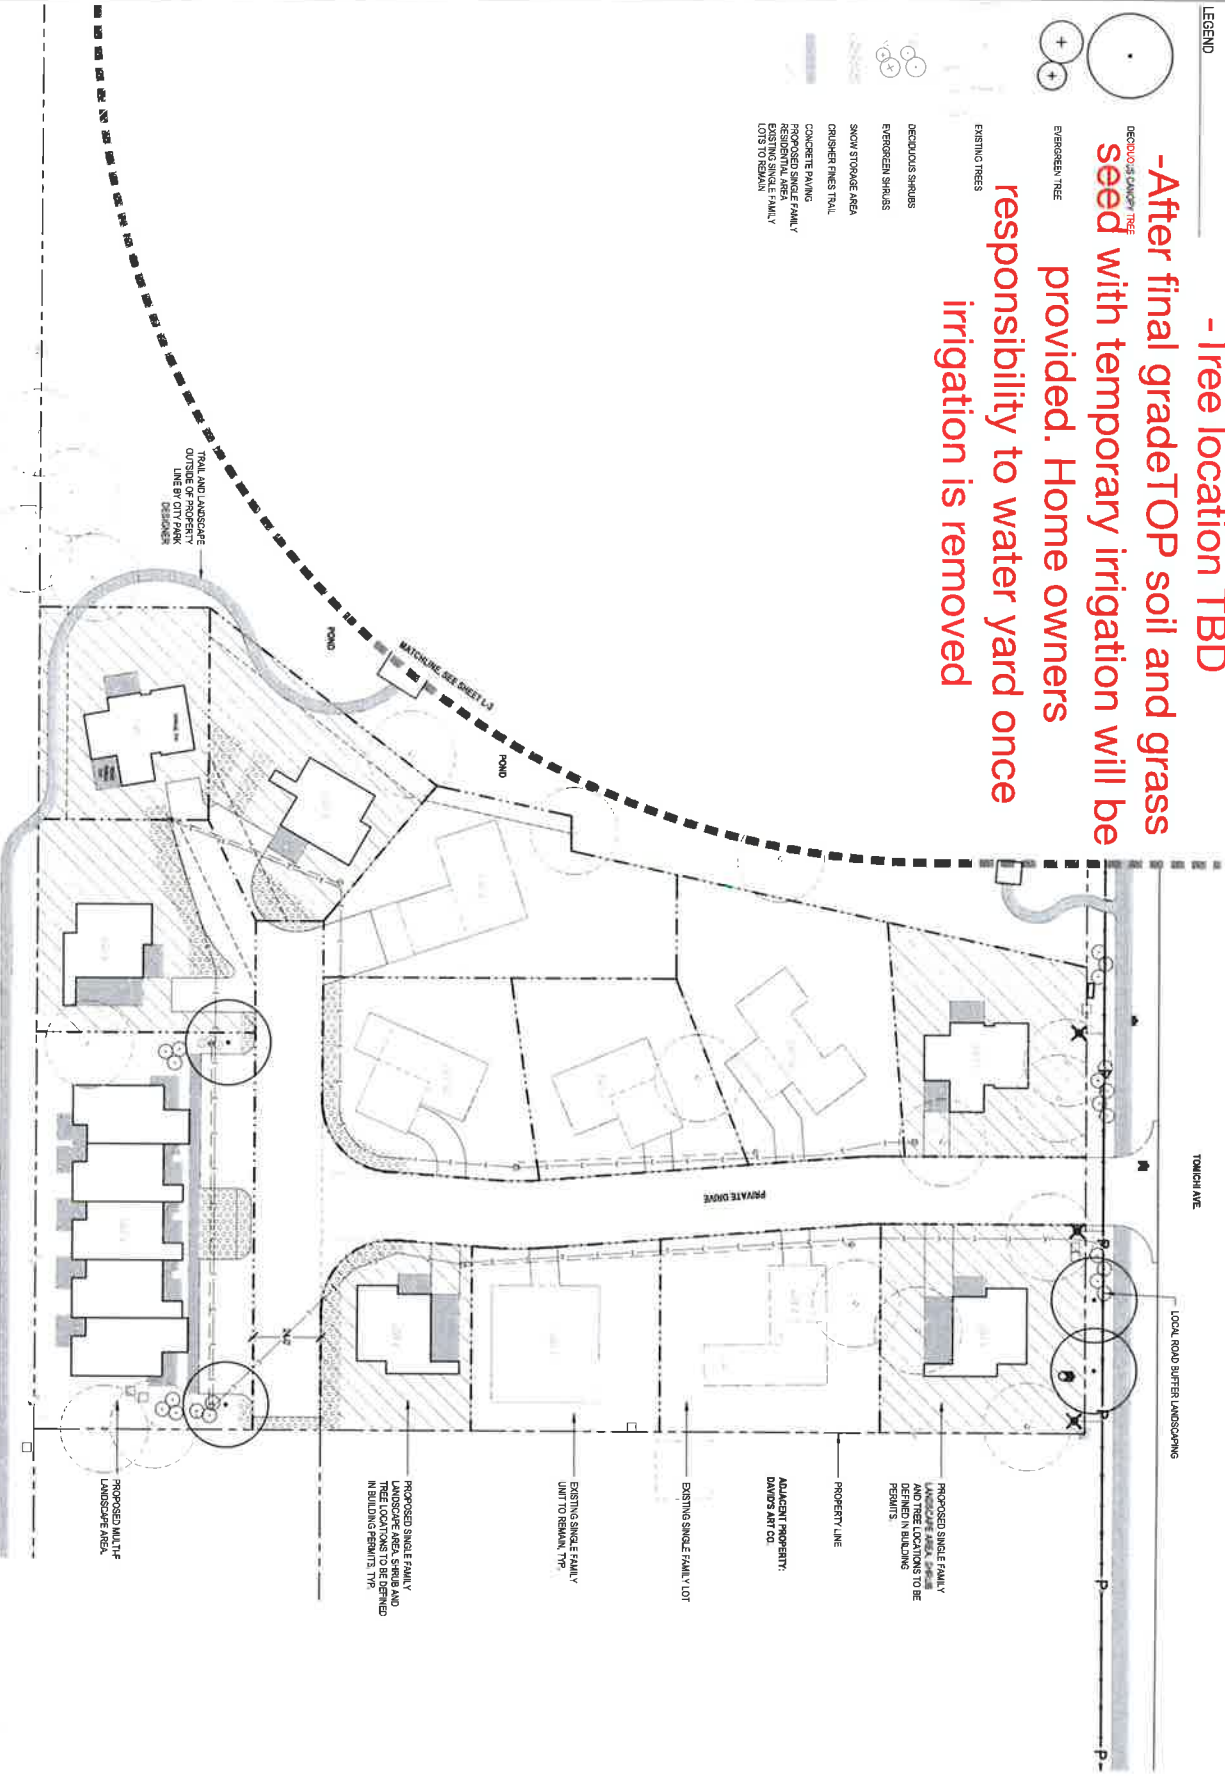 - Tree location TBD
-After final gradeTOP soil and grass
seed with temporary irrigation will be
provided. Home owners
responsibility to water yard once
irrigation is removed
LEGEND
DECIDUOUS CANOPY TREE
EVERGREEN TREE
EXISTING TREES
DECIDUOUS SHRUBS
EVERGREEN SHRUBS
SNOW STORAGE AREA
CRUSHER FINES TRAIL
CONCRETE PAVING
PROPOSED SINGLE FAMILY
RESIDENTIAL AREA
EXISTING SINGLE FAMILY
LOTS TO REMAIN
TRAIL AND LANDSCAPE
OUTSIDE OF PROPERTY
LINE BY CITY PARK
DESIGNER
POND
MATCHLINE, SEE SHEET L-3
POND
TOMICHI AVE
PRIVATE DRIVE
24.0'
P
P
P
P
P
LOCAL ROAD BUFFER LANDSCAPING
PROPOSED SINGLE FAMILY
LANDSCAPE AREA, SHRUB
AND TREE LOCATIONS TO BE
DEFINED IN BUILDING
PERMITS.
PROPERTY LINE
ADJACENT PROPERTY:
DAVID'S ART CO.
EXISTING SINGLE FAMILY LOT
EXISTING SINGLE FAMILY
UNIT TO REMAIN, TYP.
PROPOSED SINGLE FAMILY
LANDSCAPE AREA. SHRUB AND
TREE LOCATIONS TO BE DEFINED
IN BUILDING PERMITS, TYP.
PROPOSED MULTI-F
LANDSCAPE AREA.